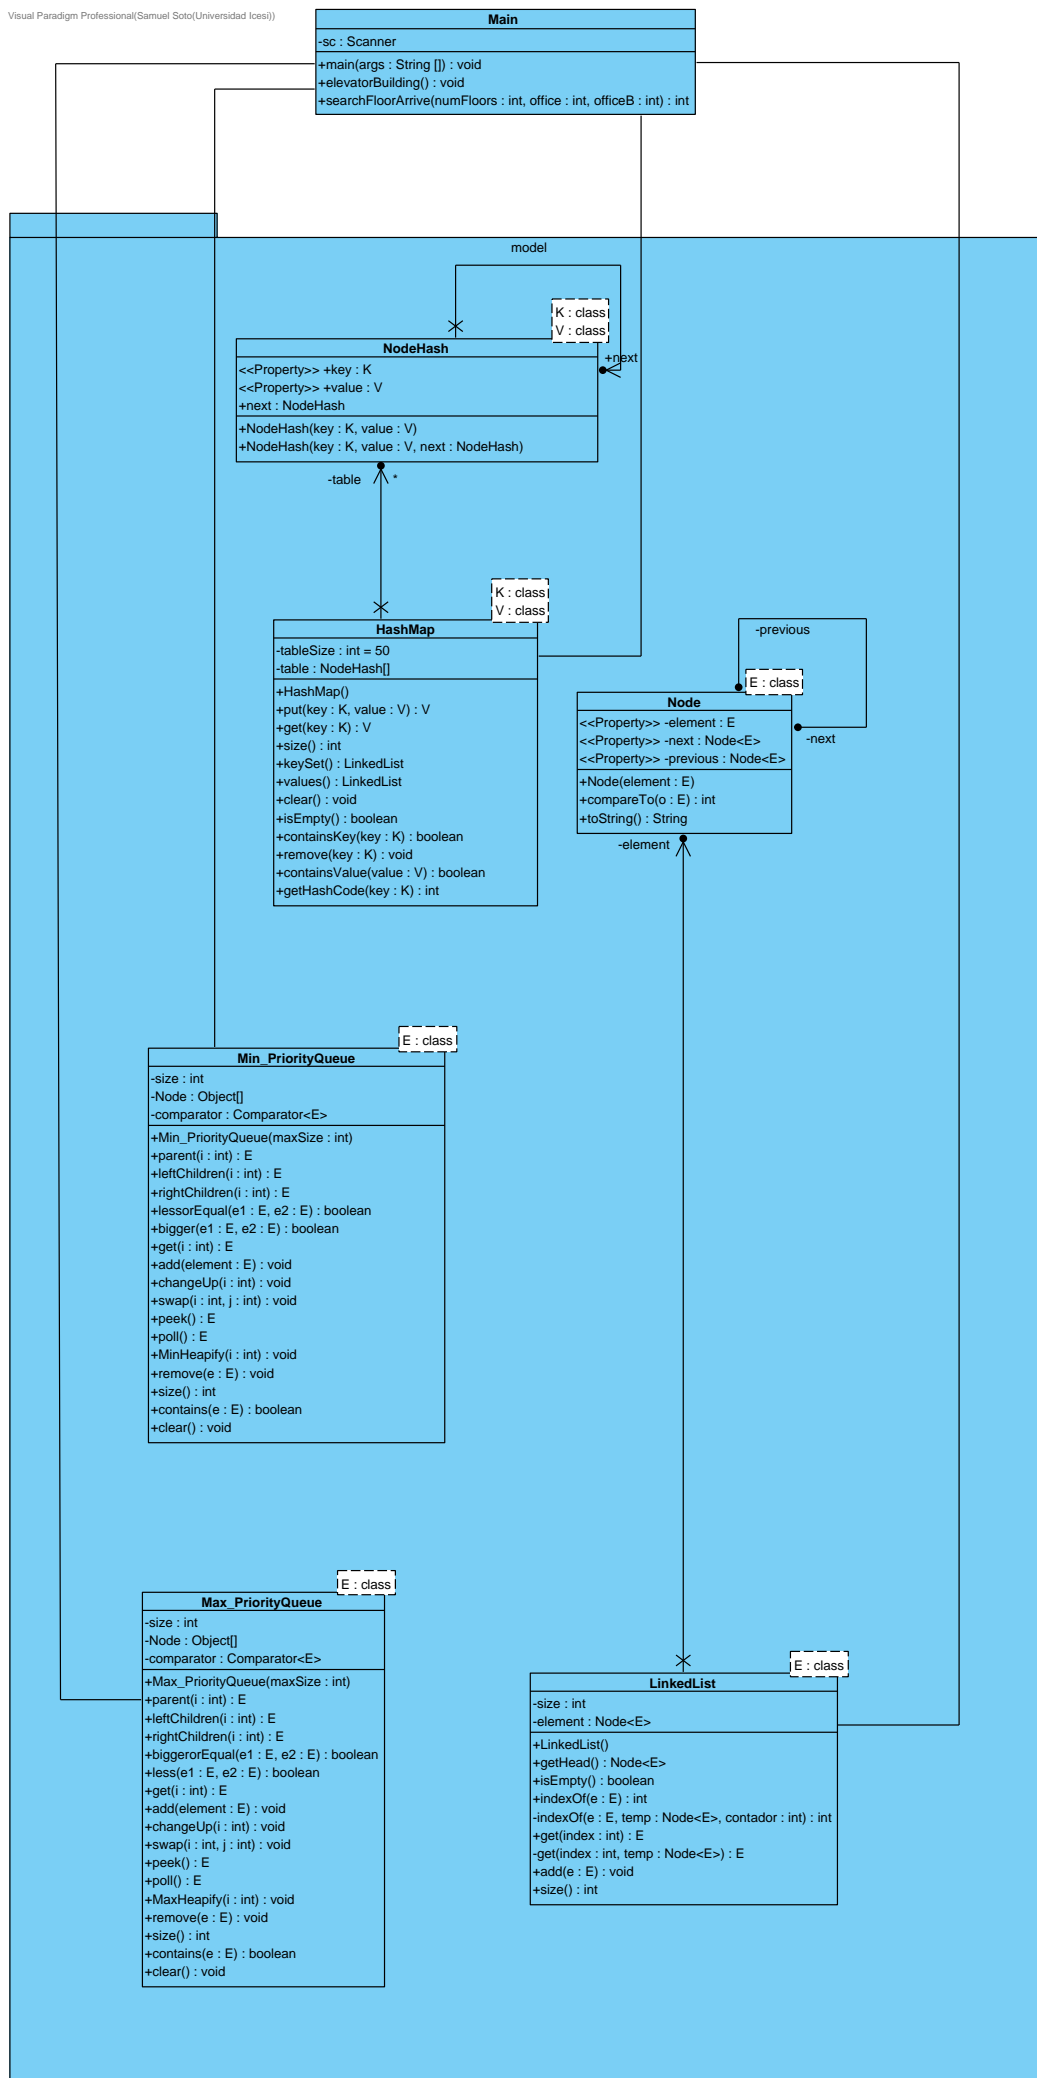 Visual Paradigm Professional(Samuel Soto(Universidad Icesi))
Main
-sc : Scanner
+main(args : String []) : void
+elevatorBuilding() : void
+searchFloorArrive(numFloors : int, office : int, officeB : int) : int
model
K : class
V : class
NodeHash
<<Property>> +key : K
<<Property>> +value : V
+next : NodeHash
+NodeHash(key : K, value : V)
+NodeHash(key : K, value : V, next : NodeHash)
+next
-table
*
K : class
V : class
HashMap
-tableSize : int = 50
-table : NodeHash[]
+HashMap()
+put(key : K, value : V) : V
+get(key : K) : V
+size() : int
+keySet() : LinkedList
+values() : LinkedList
+clear() : void
+isEmpty() : boolean
+containsKey(key : K) : boolean
+remove(key : K) : void
+containsValue(value : V) : boolean
+getHashCode(key : K) : int
-previous
E : class
Node
<<Property>> -element : E
<<Property>> -next : Node<E>
<<Property>> -previous : Node<E>
+Node(element : E)
+compareTo(o : E) : int
+toString() : String
-next
-element
E : class
Min_PriorityQueue
-size : int
-Node : Object[]
-comparator : Comparator<E>
+Min_PriorityQueue(maxSize : int)
+parent(i : int) : E
+leftChildren(i : int) : E
+rightChildren(i : int) : E
+lessorEqual(e1 : E, e2 : E) : boolean
+bigger(e1 : E, e2 : E) : boolean
+get(i : int) : E
+add(element : E) : void
+changeUp(i : int) : void
+swap(i : int, j : int) : void
+peek() : E
+poll() : E
+MinHeapify(i : int) : void
+remove(e : E) : void
+size() : int
+contains(e : E) : boolean
+clear() : void
E : class
Max_PriorityQueue
-size : int
-Node : Object[]
-comparator : Comparator<E>
+Max_PriorityQueue(maxSize : int)
+parent(i : int) : E
+leftChildren(i : int) : E
+rightChildren(i : int) : E
+biggerorEqual(e1 : E, e2 : E) : boolean
+less(e1 : E, e2 : E) : boolean
+get(i : int) : E
+add(element : E) : void
+changeUp(i : int) : void
+swap(i : int, j : int) : void
+peek() : E
+poll() : E
+MaxHeapify(i : int) : void
+remove(e : E) : void
+size() : int
+contains(e : E) : boolean
+clear() : void
E : class
LinkedList
-size : int
-element : Node<E>
+LinkedList()
+getHead() : Node<E>
+isEmpty() : boolean
+indexOf(e : E) : int
-indexOf(e : E, temp : Node<E>, contador : int) : int
+get(index : int) : E
-get(index : int, temp : Node<E>) : E
+add(e : E) : void
+size() : int